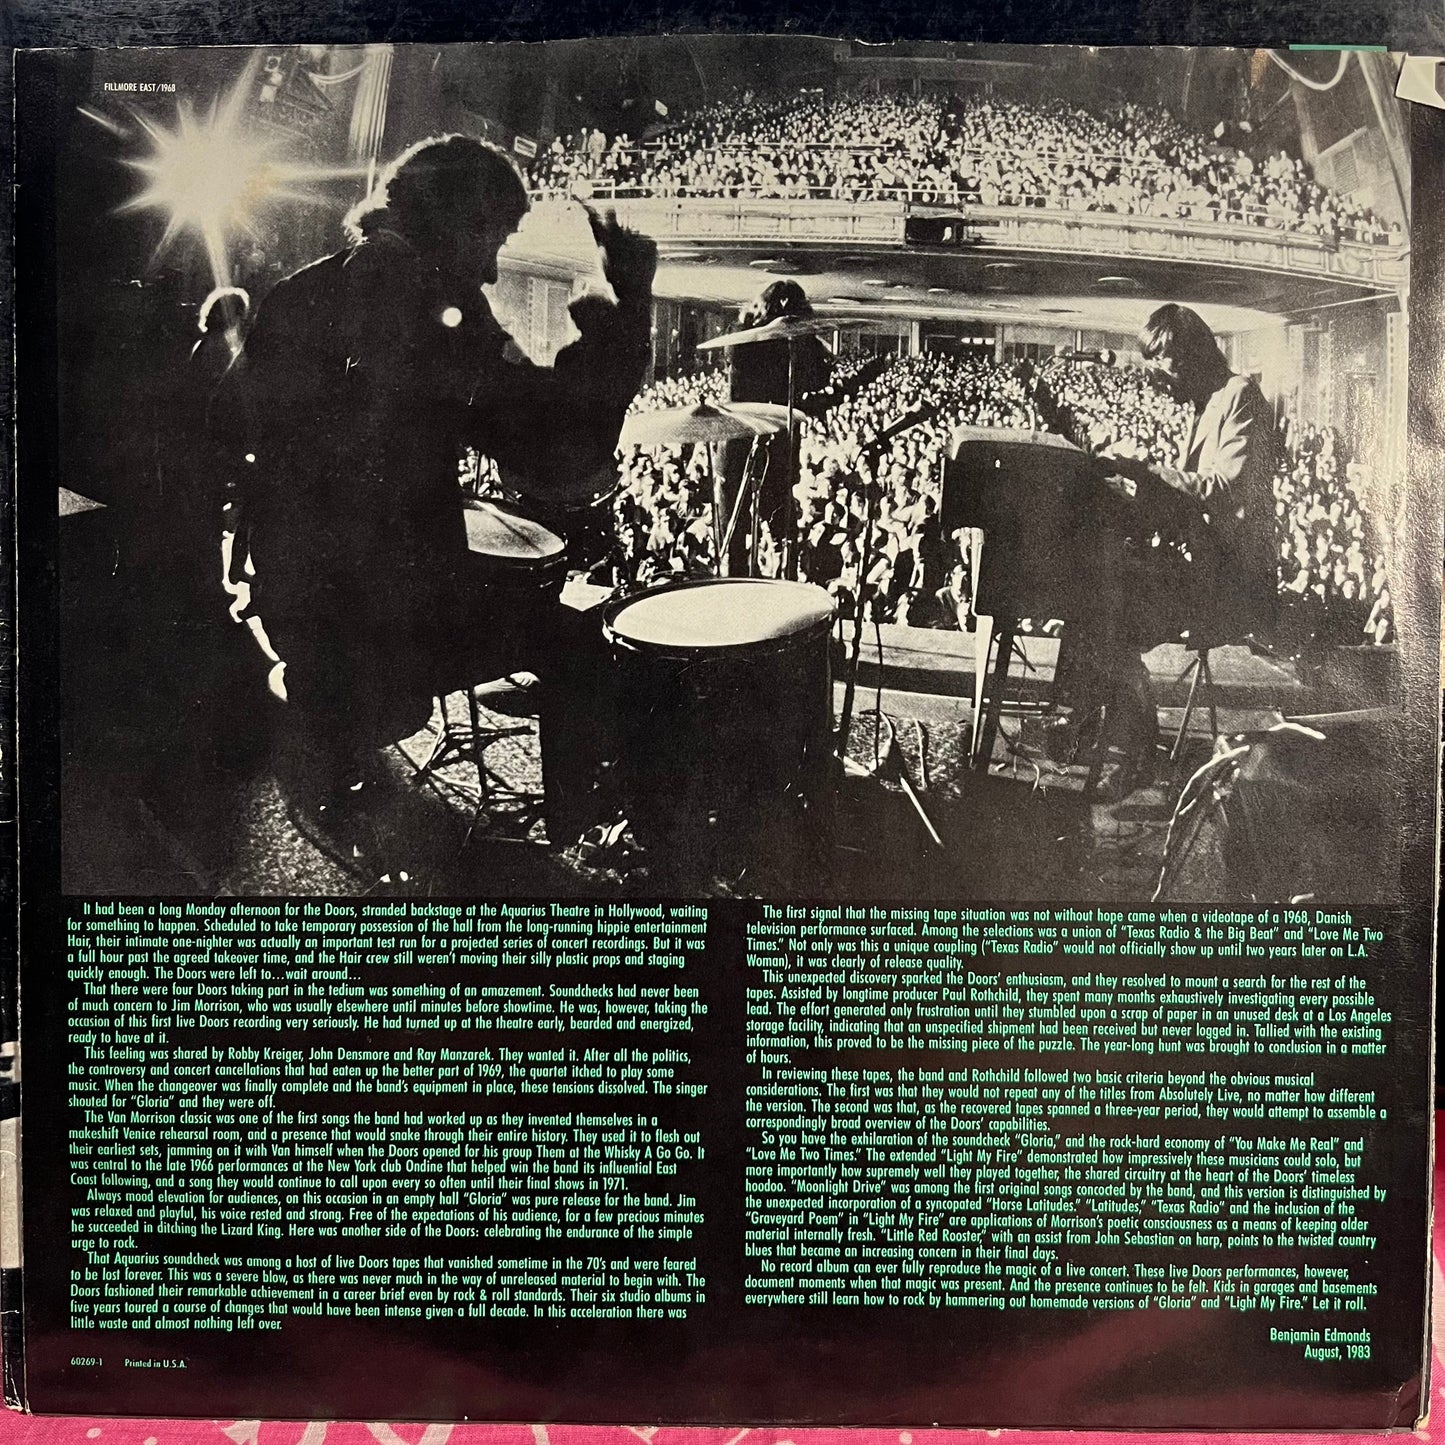 FILLMORE EAST/1968
It had been a long Monday afternoon for the Doors, stranded backstage at the Aquarius Theatre in Hollywood, waiting
for something to happen. Scheduled to take temporary possession of the hall from the long-running hippie entertainment
Hair, their intimate one-nighter was actually an important test run for a projected series of concert recordings. But it was
a full hour past the agreed takeover time, and the Hair crew still weren't moving their silly plastic props and staging
quickly enough. The Doors were left to...wait around...
That there were four Doors taking part in the tedium was something of an amazement. Soundchecks had never been
of much concern to Jim Morrison, who was usually elsewhere until minutes before showtime. He was, however, taking the
occasion of this first live Doors recording very seriously. He had turned up at the theatre early, bearded and energized,
ready to have at it.
This feeling was shared by Robby Kreiger, John Densmore and Ray Manzarek. They wanted it. After all the politics,
the controversy and concert cancellations that had eaten up the better part of 1969, the quartet itched to play some
music. When the changeover was finally complete and the band's equipment in place, these tensions dissolved. The singer
shouted for "Gloria" and they were off.
The Van Morrison classic was one of the first songs the band had worked up as they invented themselves in a
makeshift Venice rehearsal room, and a presence that would snake through their entire history. They used it to flesh out
their earliest sets, jamming on it with Van himself when the Doors opened for his group Them at the Whisky A Go Go. It
was central to the late 1966 performances at the New York club Ondine that helped win the band its influential East
Coast following, and a song they would continue to call upon every so often until their final shows in 1971.
Always mood elevation for audiences, on this occasion in an empty hall "Gloria" was pure release for the band. Jim
was relaxed and playful, his voice rested and strong. Free of the expectations of his audience, for a few precious minutes
he succeeded in ditching the Lizard King. Here was another side of the Doors: celebrating the endurance of the simple
urge to rock.
That Aquarius soundcheck was among a host of live Doors tapes that vanished sometime in the 70's and were feared
to be lost forever. This was a severe blow, as there was never much in the way of unreleased material to begin with. The
Doors fashioned their remarkable achievement in a career brief even by rock & roll standards. Their six studio albums in
five years toured a course of changes that would have been intense given a full decade. In this acceleration there was
little waste and almost nothing left over.
60269-1 Printed in U.S.A.
The first signal that the missing tape situation was not without hope came when a videotape of a 1968, Danish
television performance surfaced. Among the selections was a union of "Texas Radio & the Big Beat" and "Love Me Two
Times." Not only was this a unique coupling ("Texas Radio" would not officially show up until two years later on L.A.
Woman), it was clearly of release quality.
This unexpected discovery sparked the Doors' enthusiasm, and they resolved to mount a search for the rest of the
tapes. Assisted by longtime producer Paul Rothchild, they spent many months exhaustively investigating every possible
lead. The effort generated only frustration until they stumbled upon a scrap of paper in an unused desk at a Los Angeles
storage facility, indicating that an unspecified shipment had been received but never logged in. Tallied with the existing
information, this proved to be the missing piece of the puzzle. The year-long hunt was brought to conclusion in a matter
of hours.
In reviewing these tapes, the band and Rothchild followed two basic criteria beyond the obvious musical
considerations. The first was that they would not repeat any of the titles from Absolutely Live, no matter how different
the version. The second was that, as the recovered tapes spanned a three-year period, they would attempt to assemble a
correspondingly broad overview of the Doors' capabilities.
So you have the exhilaration of the soundcheck "Gloria," and the rock-hard economy of "You Make Me Real" and
"Love Me Two Times." The extended "Light My Fire" demonstrated how impressively these musicians could solo, but
more importantly how supremely well they played together, the shared circuitry at the heart of the Doors' timeless
hoodoo. "Moonlight Drive" was among the first original songs concocted by the band, and this version is distinguished by
the unexpected incorporation of a syncopated "Horse Latitudes." "Latitudes," "Texas Radio" and the inclusion of the
"Graveyard Poem" in "Light My Fire" are applications of Morrison's poetic consciousness as a means of keeping older
material internally fresh. "Little Red Rooster," with an assist from John Sebastian on harp, points to the twisted country
blues that became an increasing concern in their final days.
No record album can ever fully reproduce the magic of a live concert. These live Doors performances, however,
document moments when that magic was present. And the presence continues to be felt. Kids in garages and basements
everywhere still learn how to rock by hammering out homemade versions of "Gloria" and "Light My Fire." Let it roll.
Benjamin Edmonds
August, 1983